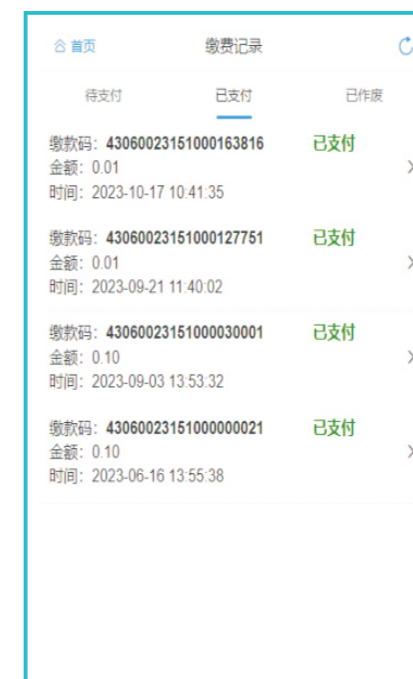 首页 缴费记录
待支付 已支付 已作废
缴款码：43060023151000163816 已支付
金额：0.01
时间：2023-10-17 10:41:35
缴款码：43060023151000127751 已支付
金额：0.01
时间：2023-09-21 11:40:02
缴款码：43060023151000030001 已支付
金额：0.10
时间：2023-09-03 13:53:32
缴款码：43060023151000000021 已支付
金额：0.10
时间：2023-06-16 13:55:38